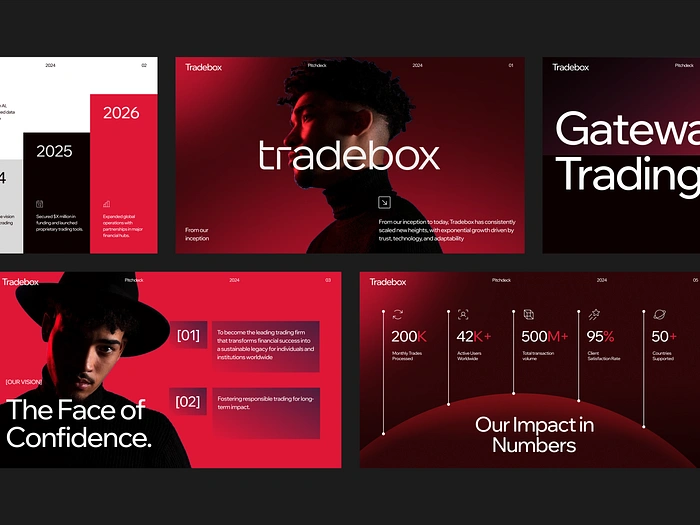 2024
02
2026
2025
Secured $X million in
funding and launched
proprietary trading tools.
Expanded global
operations with
partnerships in major
financial hubs.
Tradebox
Pitchdeck
2024
01
tradebox
From our
inception
From our inception to today, Tradebox has consistently
scaled new heights, with exponential growth driven by
trust, technology, and adaptability
Tradebox
Pitchdeck
Gatewa
Trading
Tradebox
Pitchdeck
2024
03
[OUR VISION]
The Face of
Confidence.
[01]
To become the leading trading firm
that transforms financial success into
a sustainable legacy for individuals and
institutions worldwide
[02]
Fostering responsible trading for long-
term impact.
Tradebox
Pitchdeck
2024
05
200K
Monthly Trades
Processed
42K+
Active Users
Worldwide
500M+
Total transaction
volume
95%
Client
Satisfaction Rate
50+
Countries
Supported
Our Impact in
Numbers